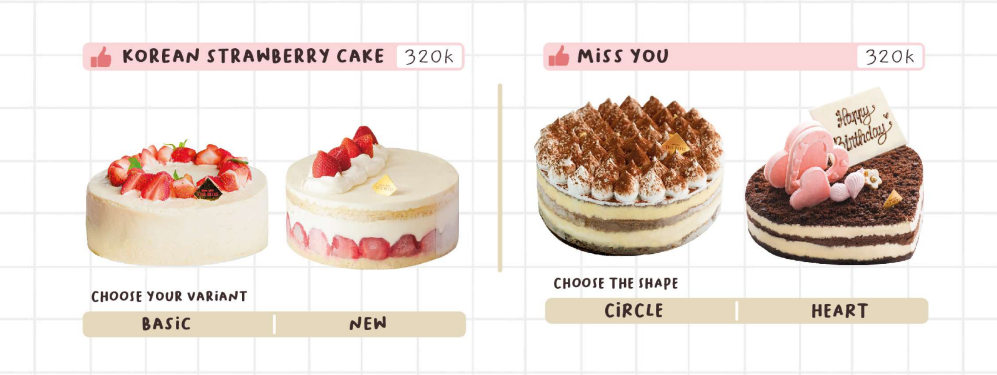 KOREAN STRAWBERRY CAKE 320k
CHOOSE YOUR VARIANT
BASIC NEW
MISS YOU 320k
Happy
Birthday
CHOOSE THE SHAPE
CIRCLE HEART